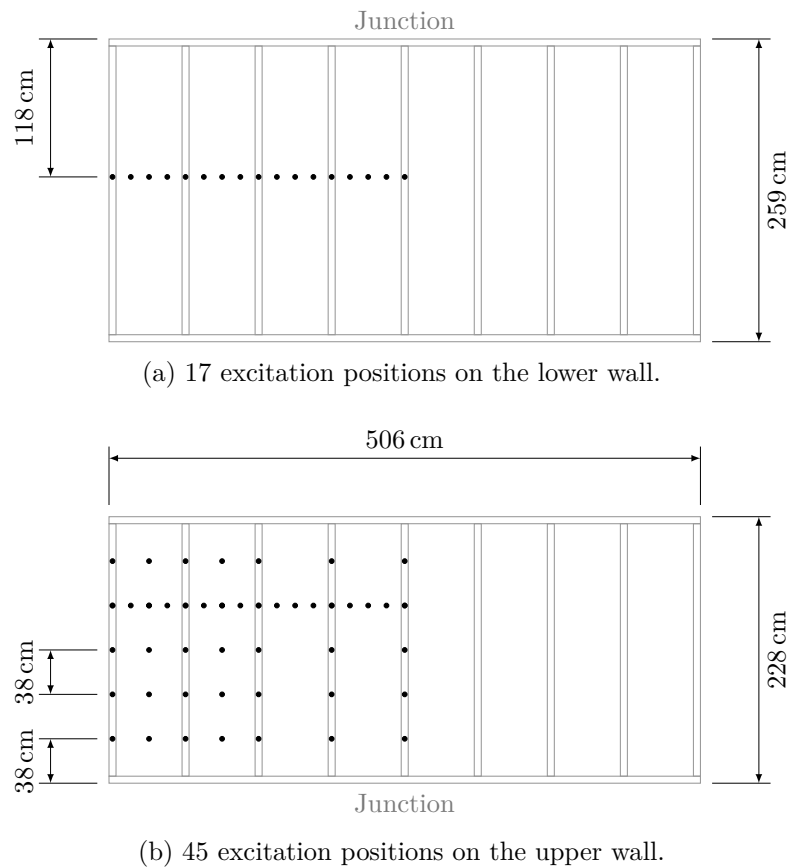 Junction
118 cm
259 cm
(a) 17 excitation positions on the lower wall.
506 cm
38 cm
38 cm
228 cm
Junction
(b) 45 excitation positions on the upper wall.